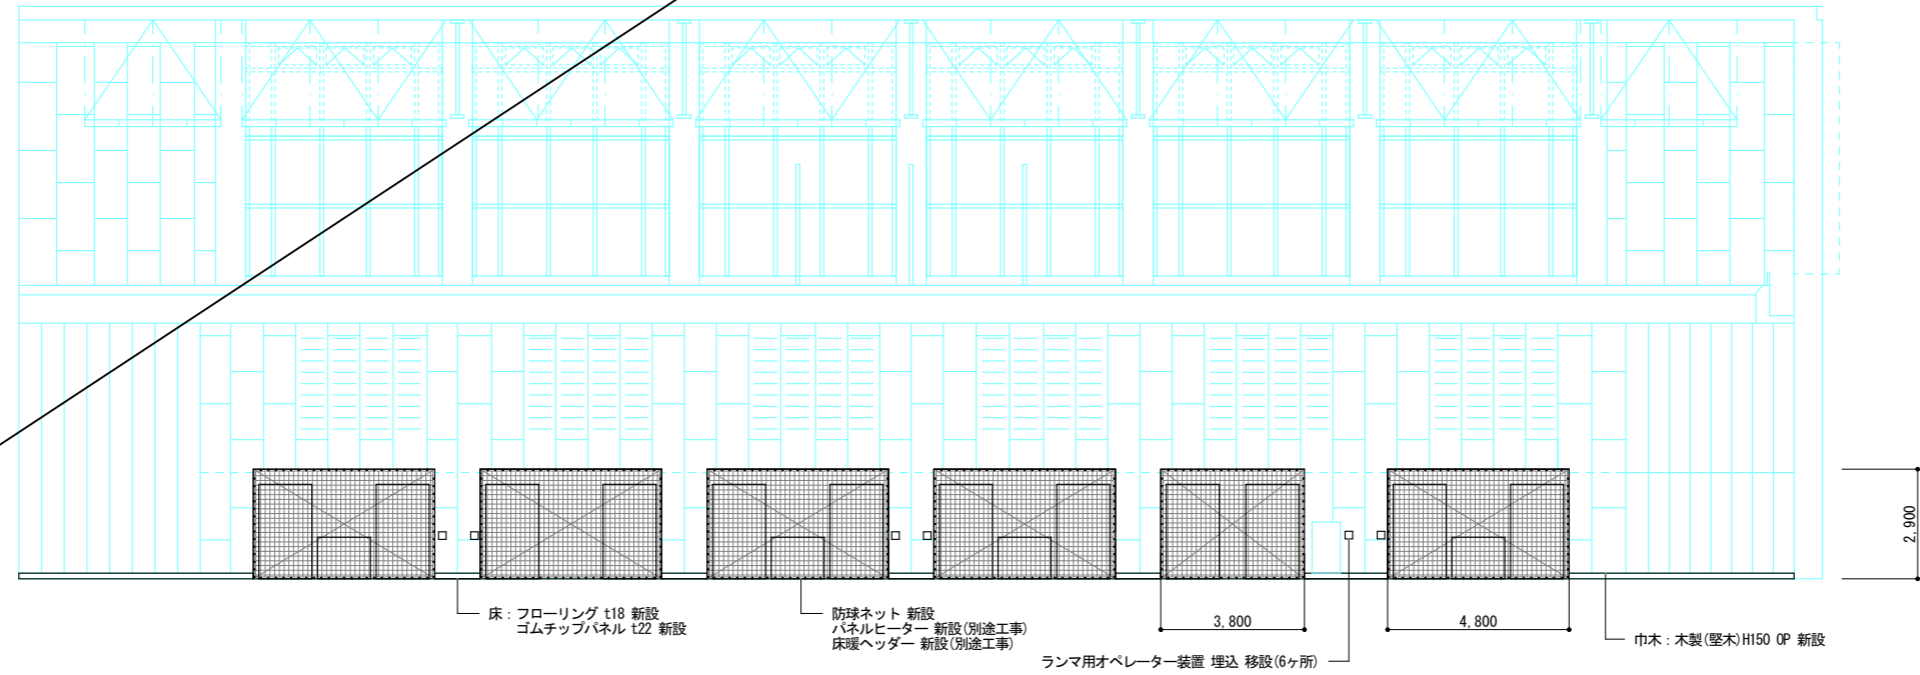 2,900
床：フローリング t18 新設
ゴムチップパネル t22 新設
防球ネット 新設
パネルヒーター 新設(別途工事)
床暖ヘッダー 新設(別途工事)
3,800
4,800
ランマ用オペレーター装置 埋込 移設(6ヶ所)
巾木：木製(堅木)H150 OP 新設